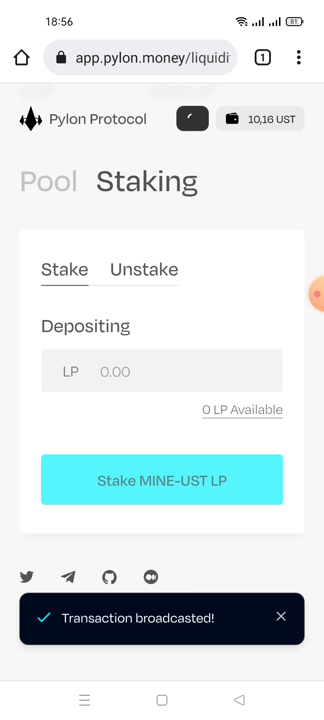 18:56
81
app.pylon.money/liquidi
1
Pylon Protocol
10,16 UST
Pool Staking
Stake Unstake
Depositing
LP 0.00
0 LP Available
Stake MINE-UST LP
Transaction broadcasted!